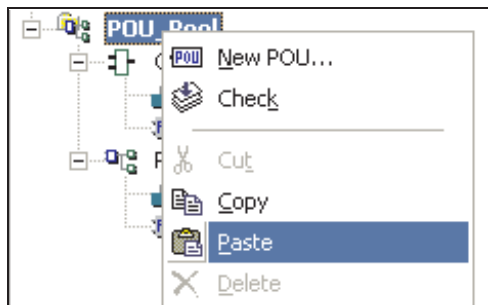 POU_Pool
POU New POU...
Check
Cut
Copy
Paste
Delete